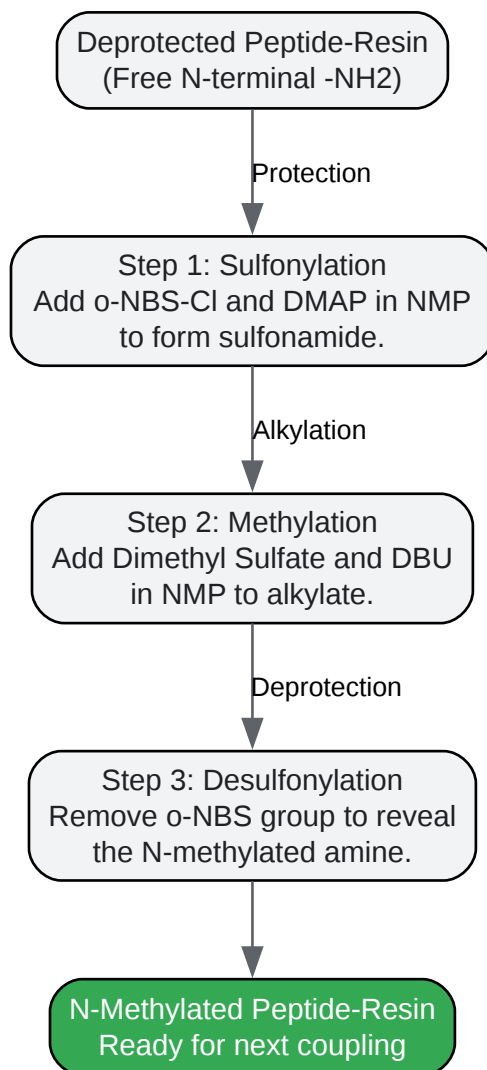 Deprotected Peptide-Resin
(Free N-terminal -NH2)
Protection
Step 1: Sulfonylation
Add o-NBS-Cl and DMAP in NMP
to form sulfonamide.
Alkylation
Step 2: Methylation
Add Dimethyl Sulfate and DBU
in NMP to alkylate.
Deprotection
Step 3: Desulfonylation
Remove o-NBS group to reveal
the N-methylated amine.
N-Methylated Peptide-Resin
Ready for next coupling